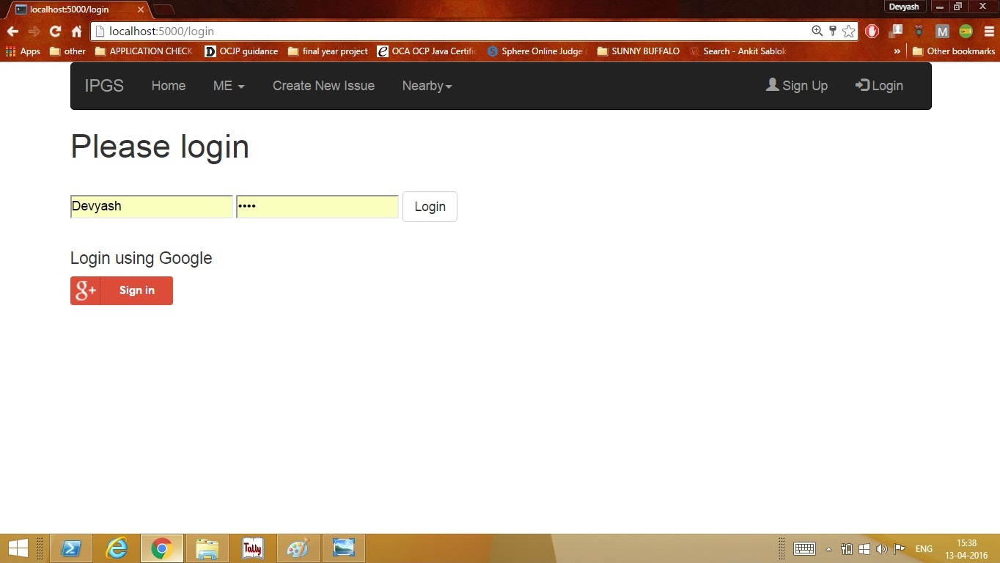 localhost:5000/login
Devyash
localhost:5000/login
M
Apps other APPLICATION CHECK D OCJP guidance final year project e OCA OCP Java Certific S Sphere Online Judge SUNNY BUFFALO Search - Ankit Sablok » Other bookmarks
IPGS Home ME Create New Issue Nearby Sign Up Login
Please login
Devyash •••• Login
Login using Google
g+ Sign in
Tally
ENG
15:38
13-04-2016